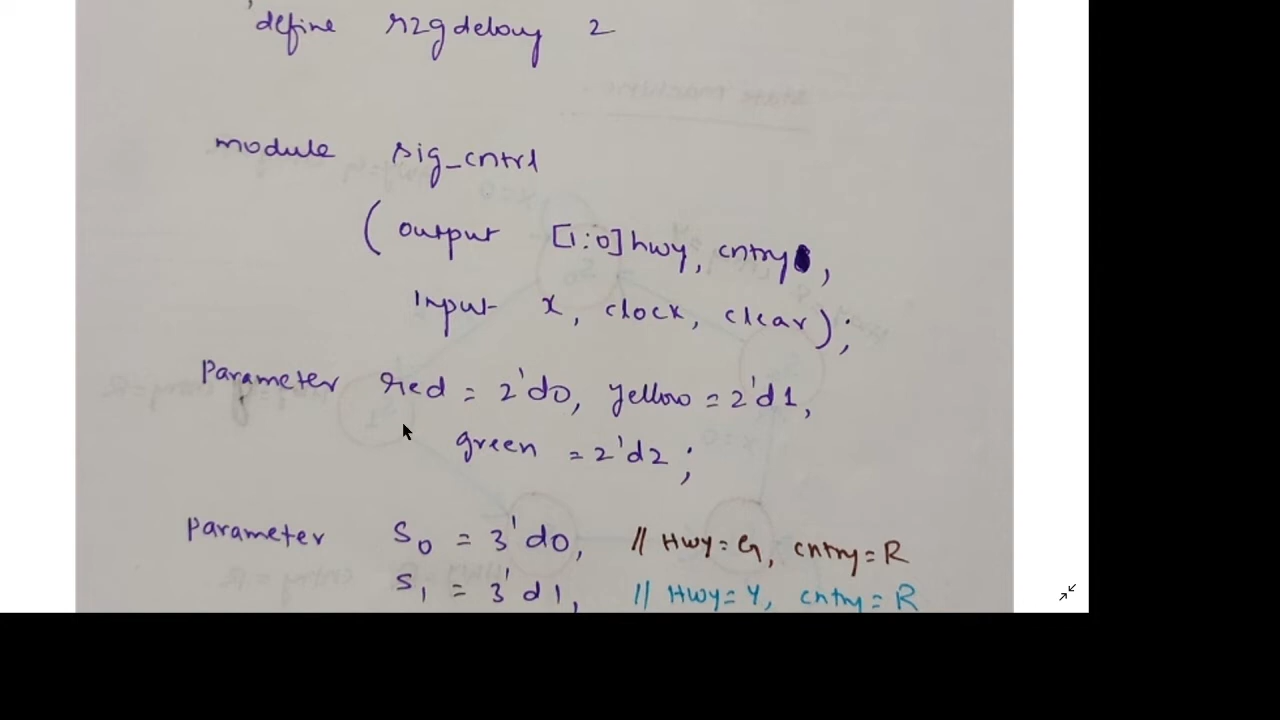 `define r2gdelay 2
module sig_cntrl
( output [1:0] hwy, cntry,
input x, clock, clear);
Parameter red = 2'd0, yellow = 2'd1,
green = 2'd2;
Parameter S0 = 3'd0, // Hwy = G, cntry = R
S1 = 3'd1, // Hwy = Y, cntry = R